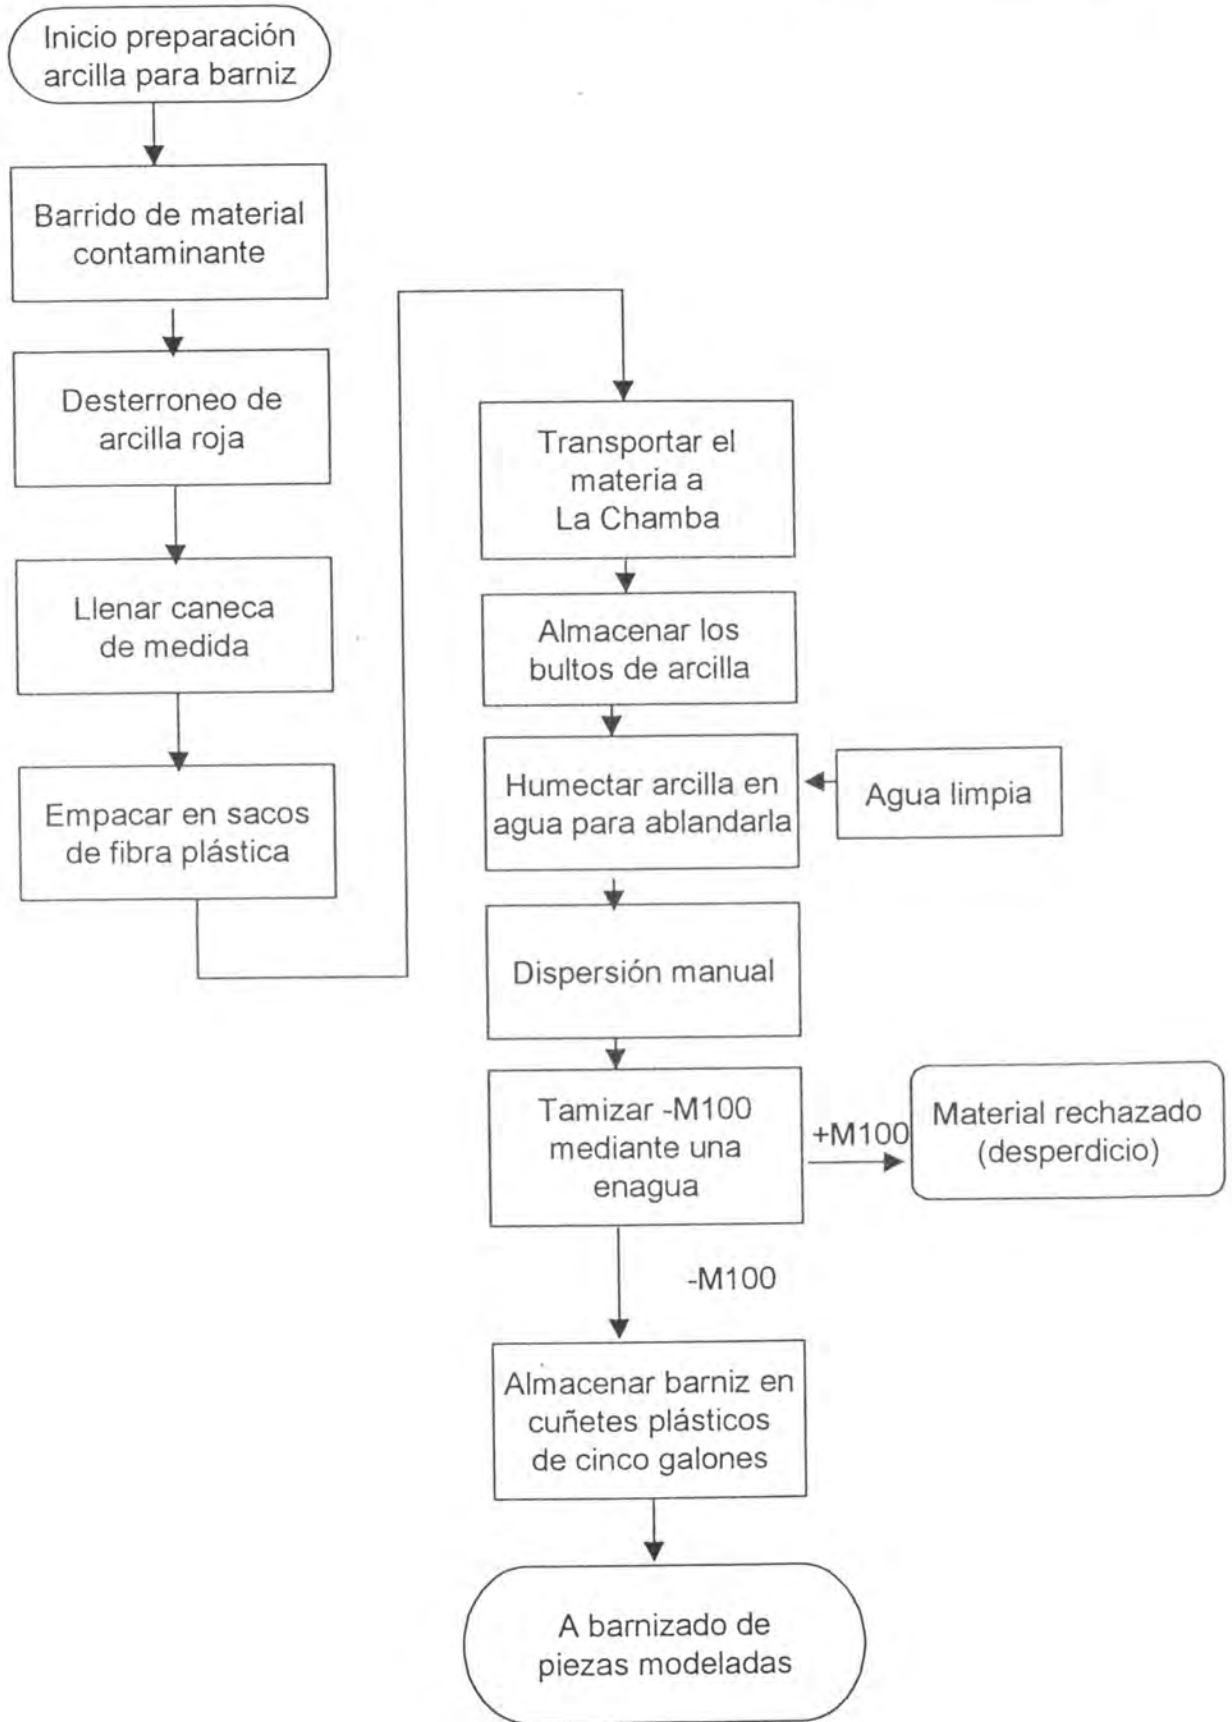 Inicio preparación
arcilla para barniz
Barrido de material
contaminante
Desterroneo de
arcilla roja
Llenar caneca
de medida
Empacar en sacos
de fibra plástica
Transportar el
materia a
La Chamba
Almacenar los
bultos de arcilla
Humectar arcilla en
agua para ablandarla
Agua limpia
Dispersión manual
Tamizar -M100
mediante una
enagua
+M100
Material rechazado
(desperdicio)
-M100
Almacenar barniz en
cuñetes plásticos
de cinco galones
A barnizado de
piezas modeladas